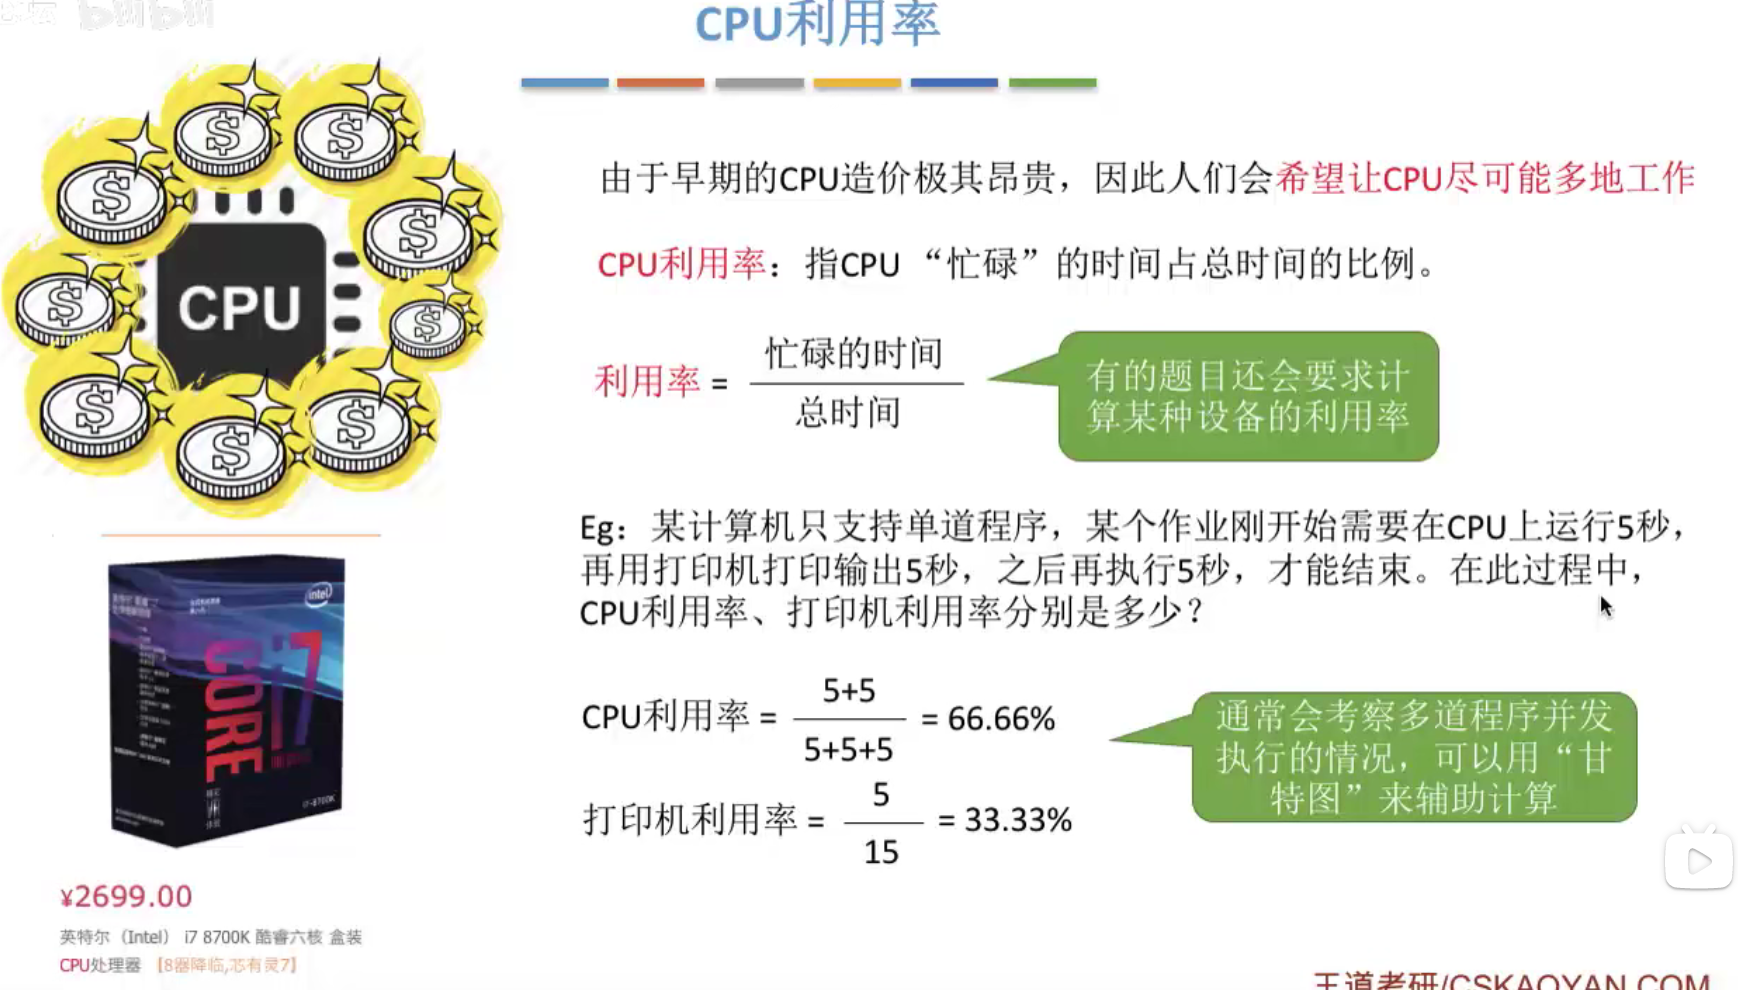 CPU利用率
由于早期的CPU造价极其昂贵，因此人们会希望让CPU尽可能多地工作
CPU
CPU利用率：指CPU “忙碌”的时间占总时间的比例。
利用率 =
忙碌的时间
总时间
有的题目还会要求计
算某种设备的利用率
Eg：某计算机只支持单道程序，某个作业刚开始需要在CPU上运行5秒，
再用打印机打印输出5秒，之后再执行5秒，才能结束。在此过程中，
CPU利用率、打印机利用率分别是多少？
CPU利用率 =
5+5
5+5+5
= 66.66%
通常会考察多道程序并发
执行的情况，可以用“甘
特图”来辅助计算
打印机利用率 =
5
15
= 33.33%
intel
CORE
i7
i7-8700K
¥2699.00
英特尔（Intel） i7 8700K 酷睿六核 盒装
CPU处理器 【8器降临,芯有灵7】
王道考研/CSKAOYAN.COM